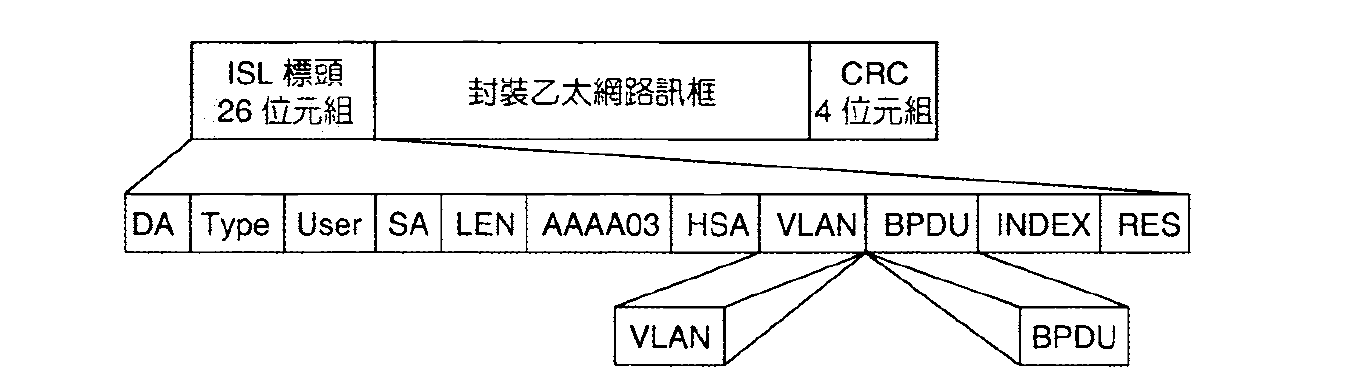 ISL 標頭
26 位元組
封裝乙太網路訊框
CRC
4 位元組
DA Type User SA LEN AAAA03 HSA VLAN BPDU INDEX RES
VLAN BPDU